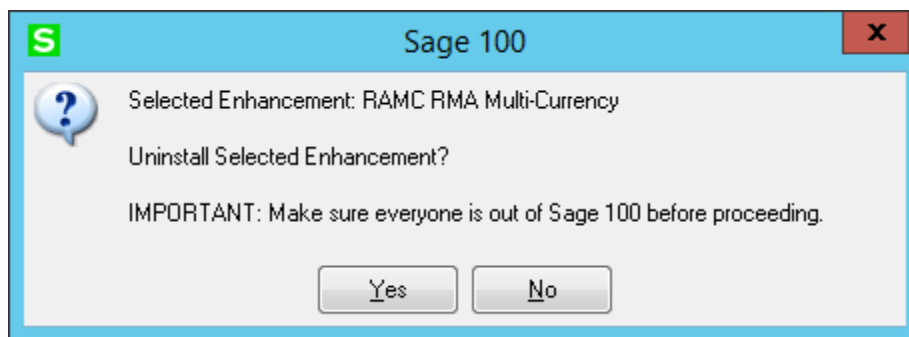 S
Sage 100
x
Selected Enhancement: RAMC RMA Multi-Currency
Uninstall Selected Enhancement?
IMPORTANT: Make sure everyone is out of Sage 100 before proceeding.
Yes
No